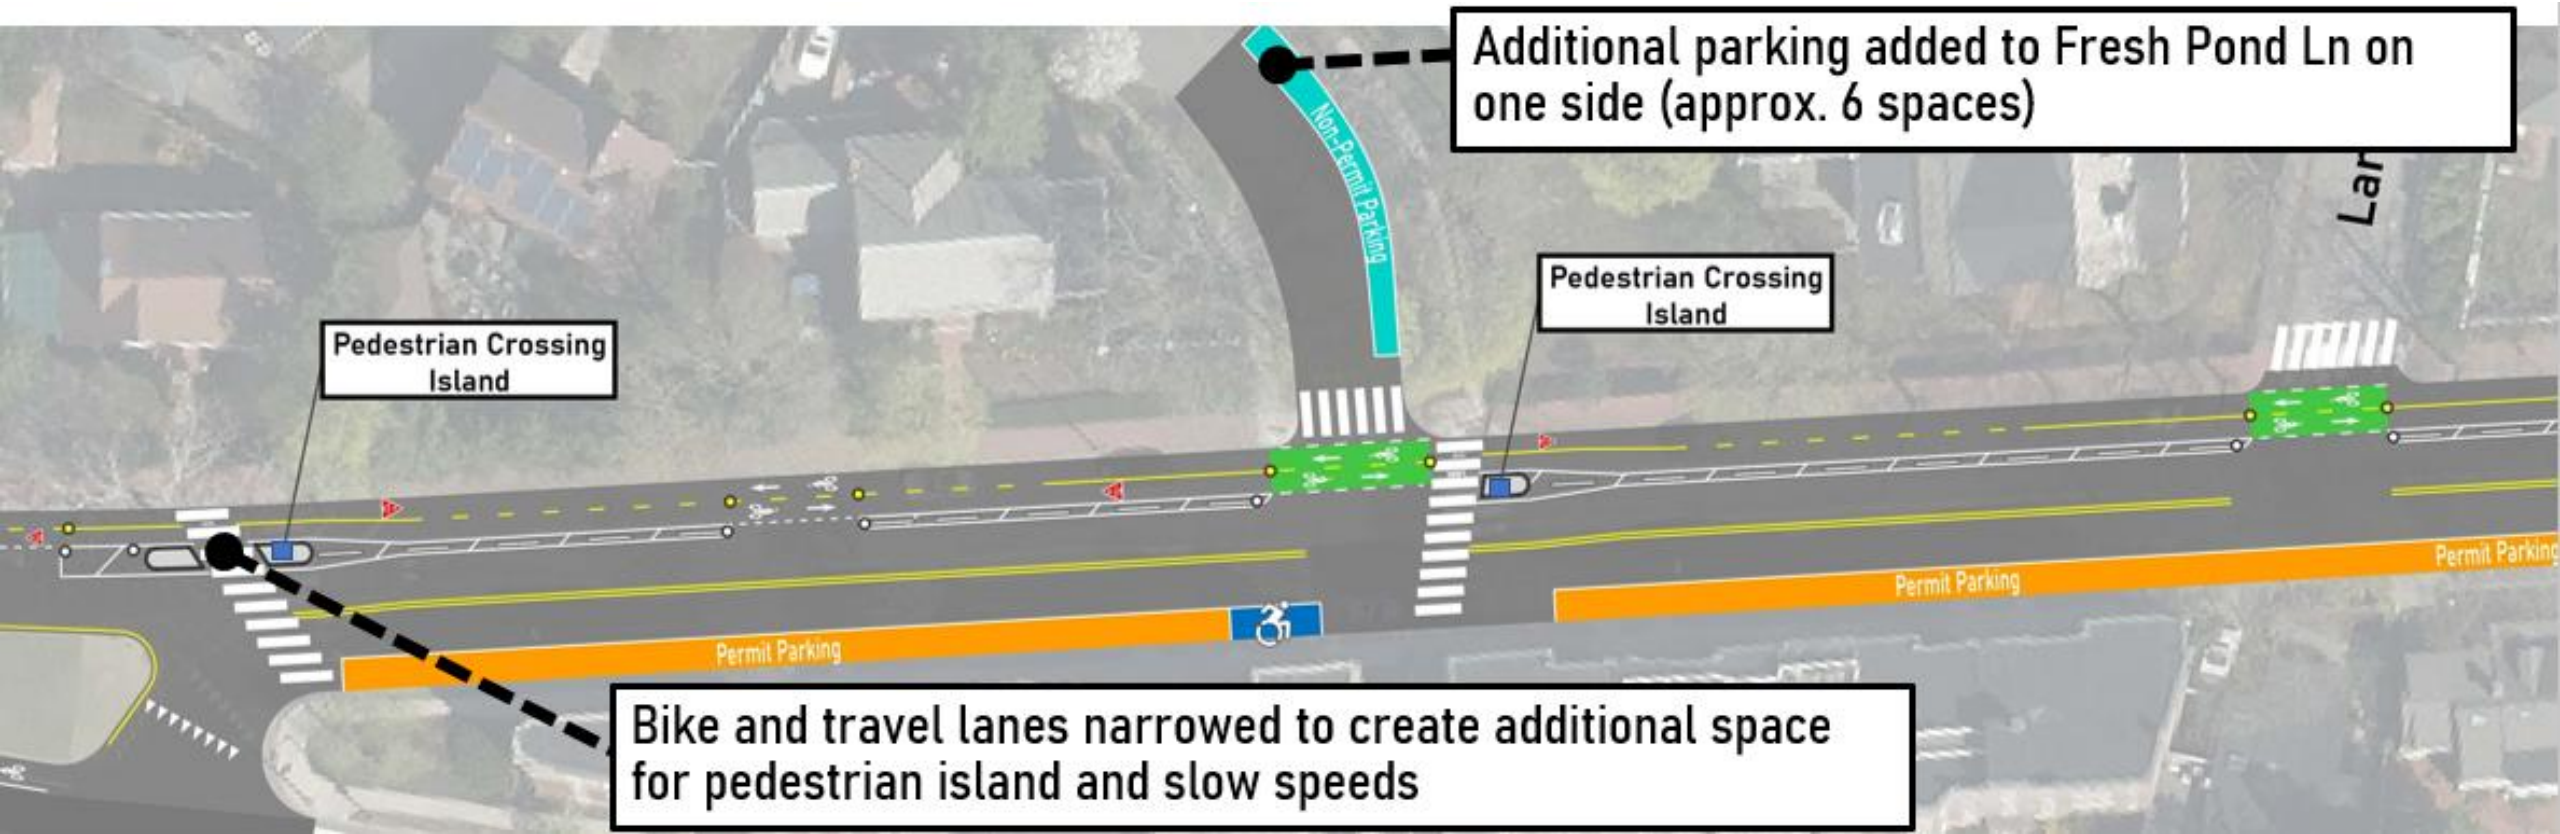 Additional parking added to Fresh Pond Ln on
one side (approx. 6 spaces)
Non-Permit Parking
Lan
Pedestrian Crossing
Island
Pedestrian Crossing
Island
Permit Parking
Permit Parking
Permit Parking
Bike and travel lanes narrowed to create additional space
for pedestrian island and slow speeds